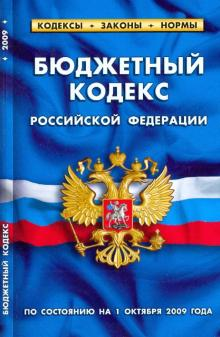 КОДЕКСЫ + ЗАКОНЫ + НОРМЫ
БЮДЖЕТНЫЙ
КОДЕКС
РОССИЙСКОЙ ФЕДЕРАЦИИ
ПО СОСТОЯНИЮ НА 1 ОКТЯБРЯ 2009 ГОДА
БЮДЖЕТНЫЙ КОДЕКС
+ 2009 +